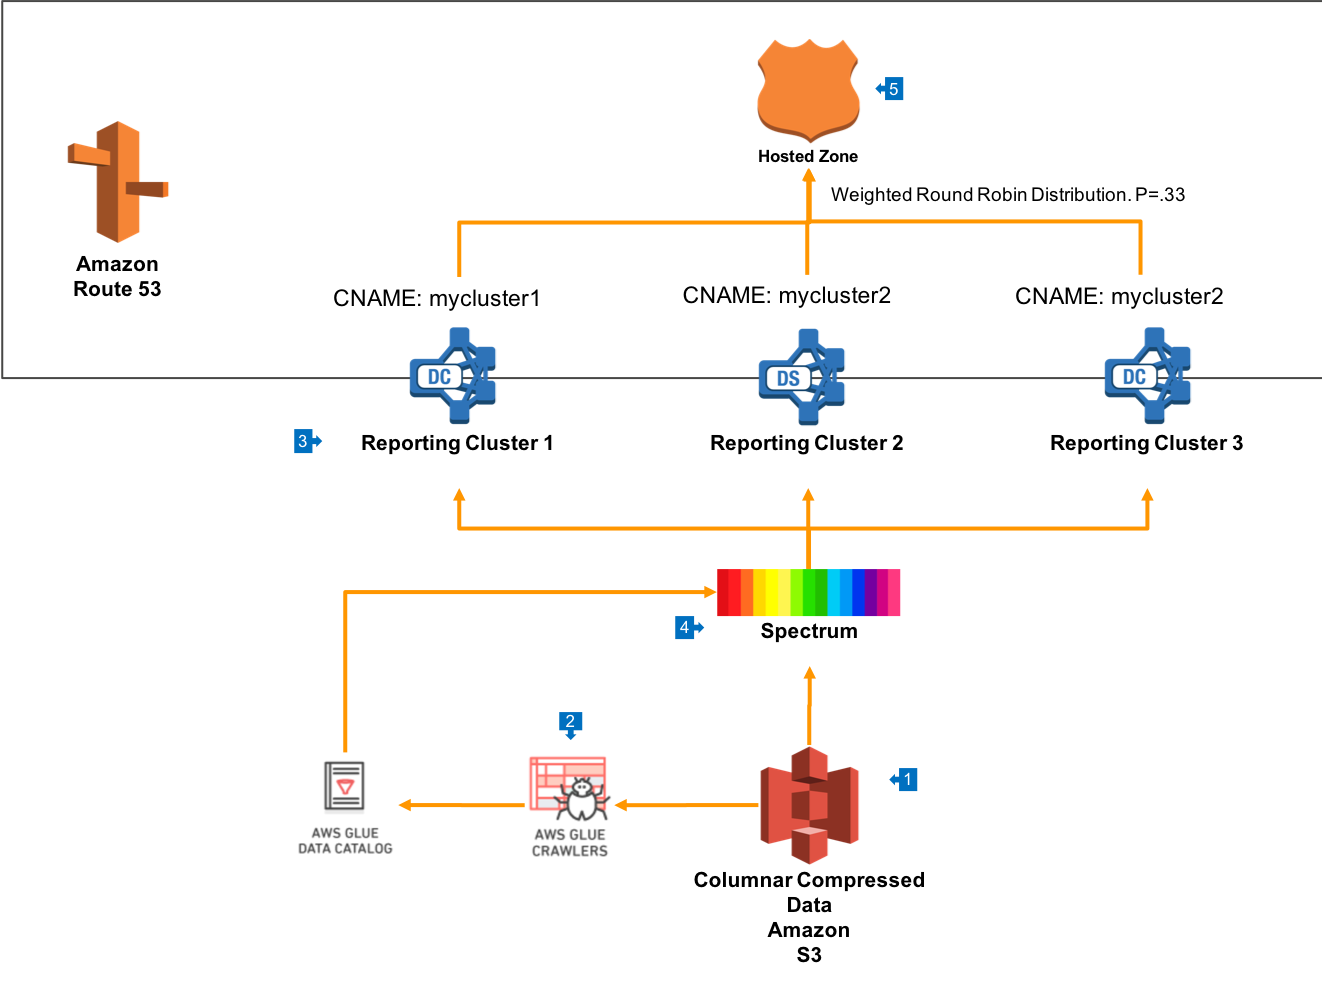 5
Hosted Zone
Weighted Round Robin Distribution. P=.33
Amazon
Route 53
CNAME: mycluster1
CNAME: mycluster2
CNAME: mycluster2
DC
DS
DC
3
Reporting Cluster 1
Reporting Cluster 2
Reporting Cluster 3
4
Spectrum
2
1
AWS GLUE
DATA CATALOG
AWS GLUE
CRAWLERS
Columnar Compressed
Data
Amazon
S3